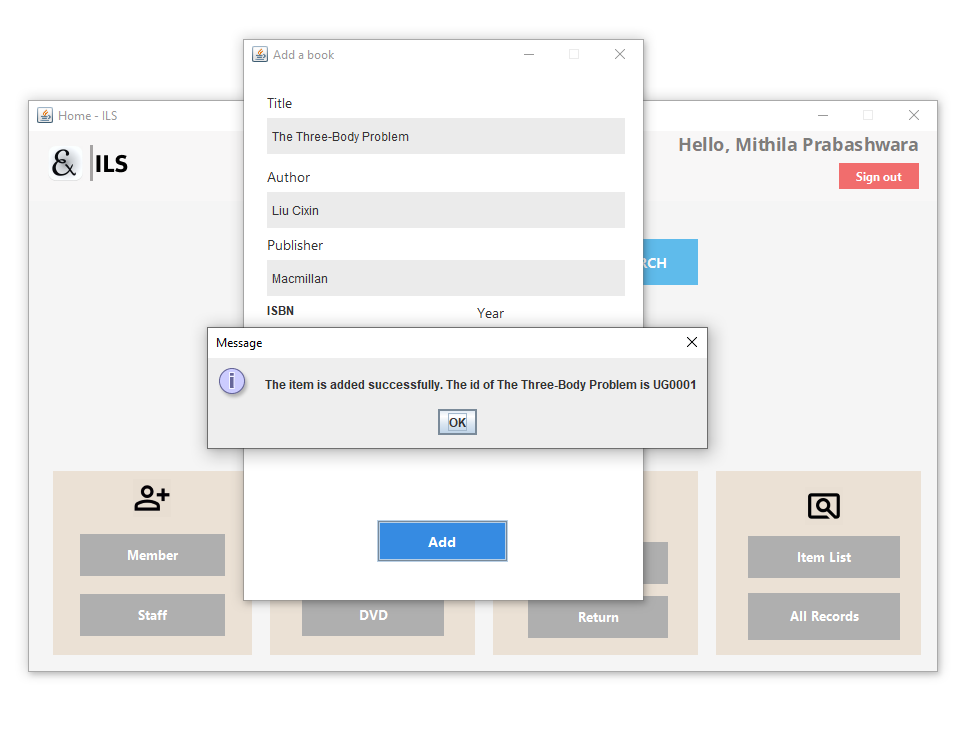 Add a book
Title
The Three-Body Problem
Author
Liu Cixin
Publisher
Macmillan
ISBN
Year
Message
The item is added successfully. The id of The Three-Body Problem is UG0001
OK
Add
Home - ILS
& ILS
Hello, Mithila Prabashwara
Sign out
RCH
Member
Staff
DVD
Return
Item List
All Records